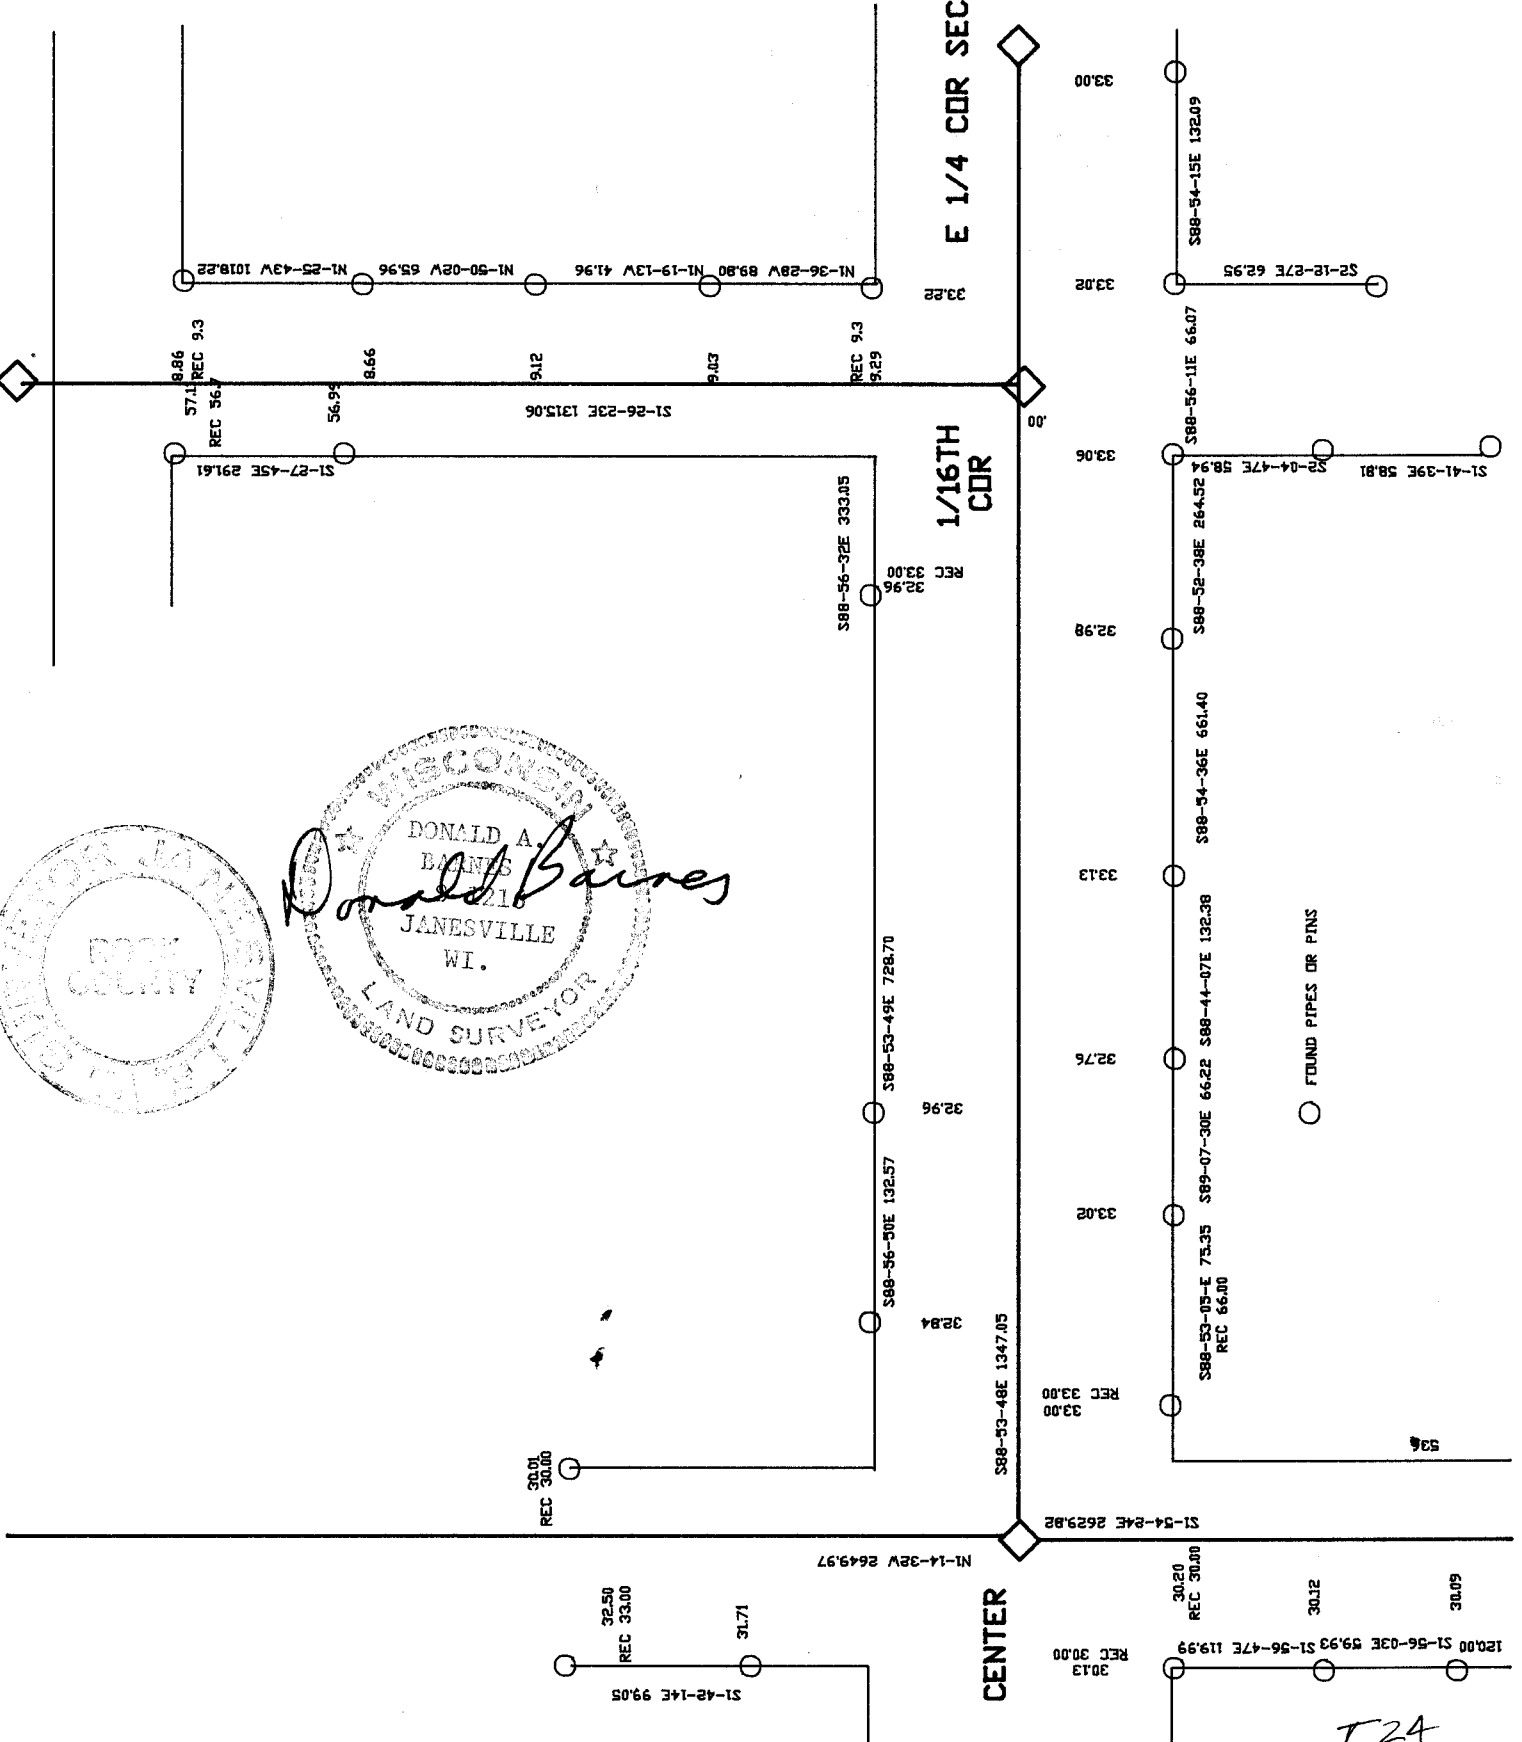 E 1/4 COR SEC
33.00
S88-54-15E 132.09
N1-25-43W 1018.22
N1-50-02W 65.96
N1-19-13W 41.96
N1-36-28W 89.80
33.22
33.02
S2-12-27E 62.95
8.86
REC 9.3
8.66
9.12
9.03
REC 9.3
9.29
REC 56.7
S1-26-23E 1315.06
.00
S88-56-11E 66.07
S1-27-45E 291.61
S88-56-32E 333.05
1/16TH
COR
33.06
S2-04-47E 58.94
S1-41-39E 58.81
S88-52-38E 264.52
32.96
REC 33.00
32.98
S88-54-36E 661.40
WISCONSIN
DONALD A.
BARNES
JANESVILLE
WI.
LAND SURVEYOR
Donald Barnes
JANESVILLE
ROCK
COUNTY
33.13
S88-44-07E 132.38
S88-53-49E 728.70
FOUND PIPES OR PINS
32.76
32.96
S89-07-30E 66.22
S88-56-50E 132.57
33.02
S88-53-05-E 75.35
REC 66.00
32.84
S88-53-48E 1347.05
33.00
REC 33.00
30.01
REC 30.00
S1-54-24E 2629.82
N1-14-32W 2649.97
CENTER
32.50
REC 33.00
31.71
S1-42-14E 99.05
30.20
REC 30.00
30.12
30.09
30.13
REC 30.00
S1-56-47E 119.99
S1-56-03E 59.93
120.00
T24